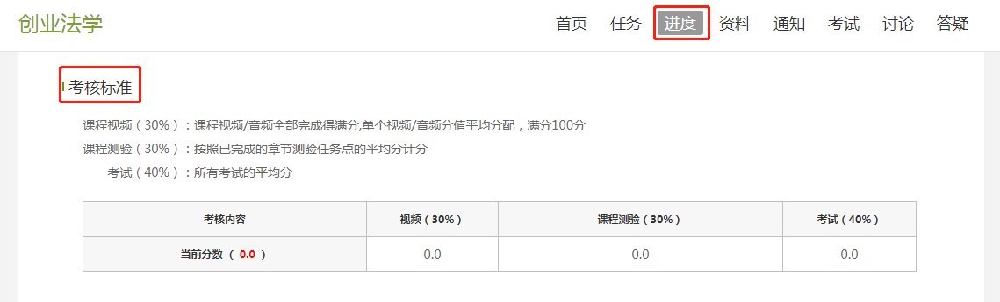 创业法学 首页 任务 进度 资料 通知 考试 讨论 答疑
考核标准
课程视频（30%）：课程视频/音频全部完成得满分,单个视频/音频分值平均分配，满分100分
课程测验（30%）：按照已完成的章节测验任务点的平均分计分
考试（40%）：所有考试的平均分
考核内容 视频（30%） 课程测验（30%） 考试（40%）
当前分数 （ 0.0 ） 0.0 0.0 0.0